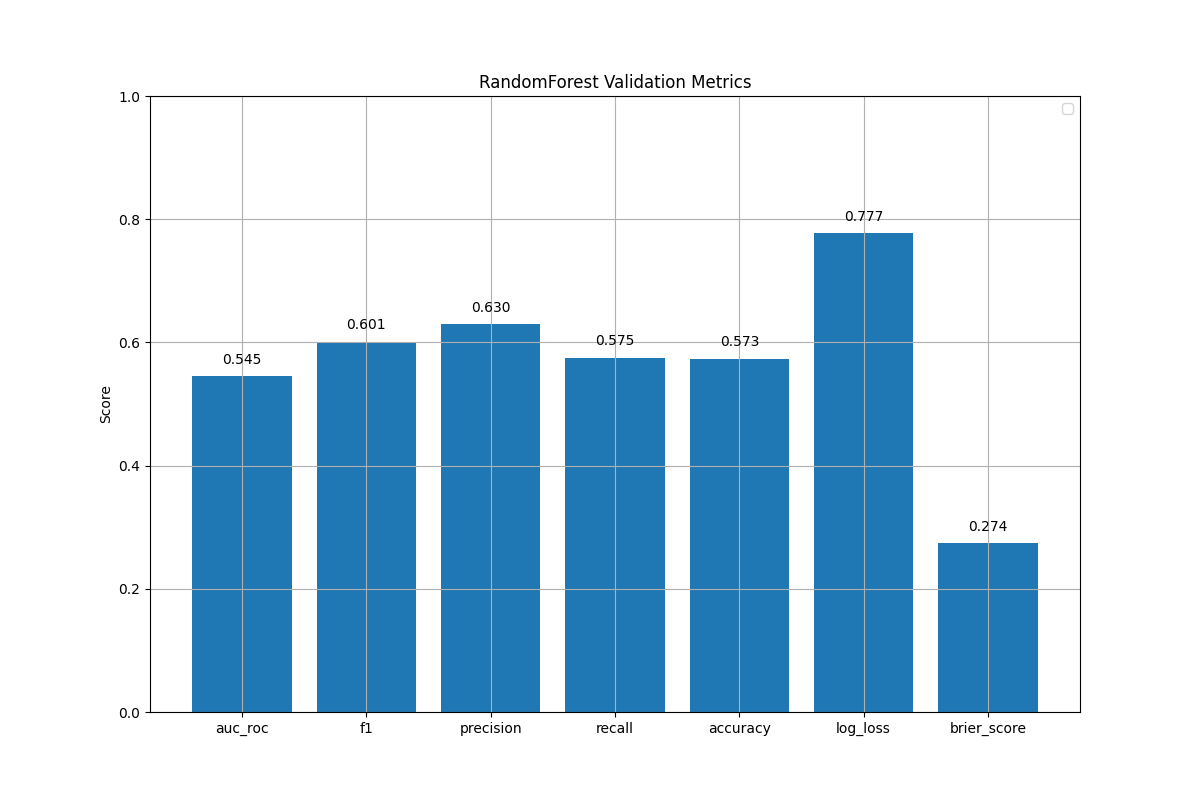 RandomForest Validation Metrics
1.0
0.8
0.6
0.4
0.2
0.0
Score
0.545
0.601
0.630
0.575
0.573
0.777
0.274
auc_roc
f1
precision
recall
accuracy
log_loss
brier_score